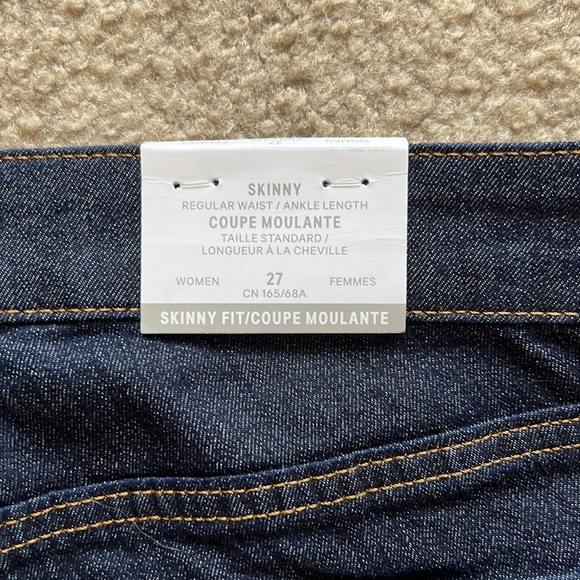 SKINNY
REGULAR WAIST / ANKLE LENGTH
COUPE MOULANTE
TAILLE STANDARD /
LONGUEUR À LA CHEVILLE
WOMEN 27 FEMMES
CN 165/68A
SKINNY FIT/COUPE MOULANTE